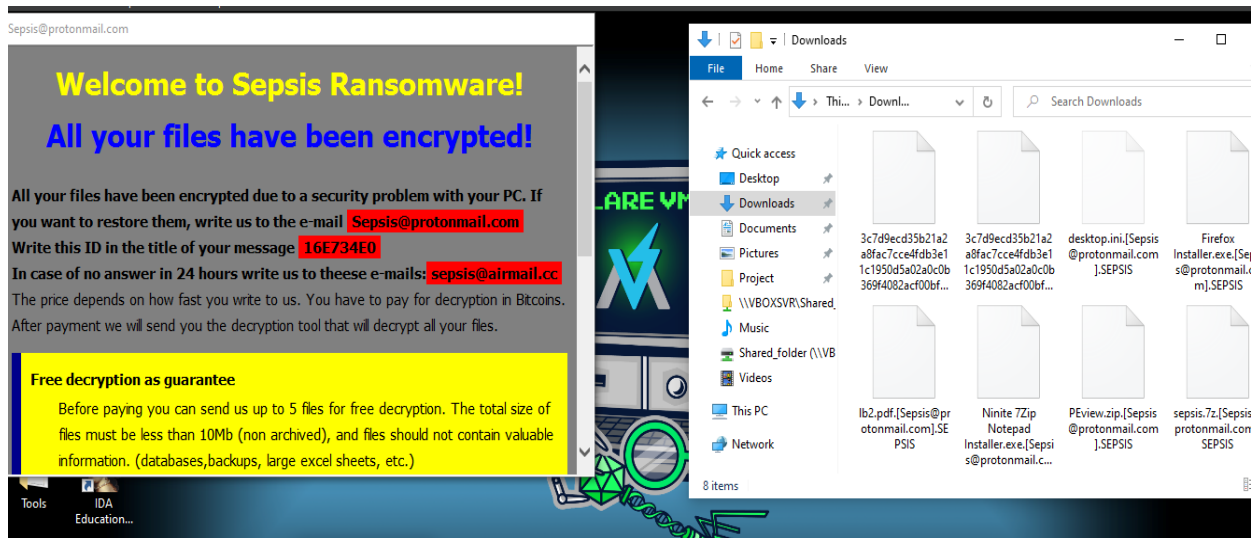 Sepsis@protonmail.com
Welcome to Sepsis Ransomware!
All your files have been encrypted!
All your files have been encrypted due to a security problem with your PC. If
you want to restore them, write us to the e-mail Sepsis@protonmail.com
Write this ID in the title of your message 16E734E0
In case of no answer in 24 hours write us to theese e-mails: sepsis@airmail.cc
The price depends on how fast you write to us. You have to pay for decryption in Bitcoins.
After payment we will send you the decryption tool that will decrypt all your files.
Free decryption as guarantee
Before paying you can send us up to 5 files for free decryption. The total size of
files must be less than 10Mb (non archived), and files should not contain valuable
information. (databases,backups, large excel sheets, etc.)
Tools
IDA
Education...
LARE VM
Downloads
File Home Share View
Thi... Downl...
Search Downloads
Quick access
Desktop
Downloads
Documents
Pictures
Project
\\VBOXSVR\Shared_
Music
Shared_folder (\\VB
Videos
This PC
Network
3c7d9ecd35b21a2
a8fac7cce4fdb3e1
1c1950d5a02a0c0b
369f4082acf00bf...
3c7d9ecd35b21a2
a8fac7cce4fdb3e1
1c1950d5a02a0c0b
369f4082acf00bf...
desktop.ini.[Sepsis
@protonmail.com
].SEPSIS
Firefox
Installer.exe.[Sep
s@protonmail.c
m].SEPSIS
lb2.pdf.[Sepsis@pr
otonmail.com].SE
PSIS
Ninite 7Zip
Notepad
Installer.exe.[Sepsi
s@protonmail.c...
PEview.zip.[Sepsis
@protonmail.com
].SEPSIS
sepsis.7z.[Sepsis
protonmail.com
SEPSIS
8 items